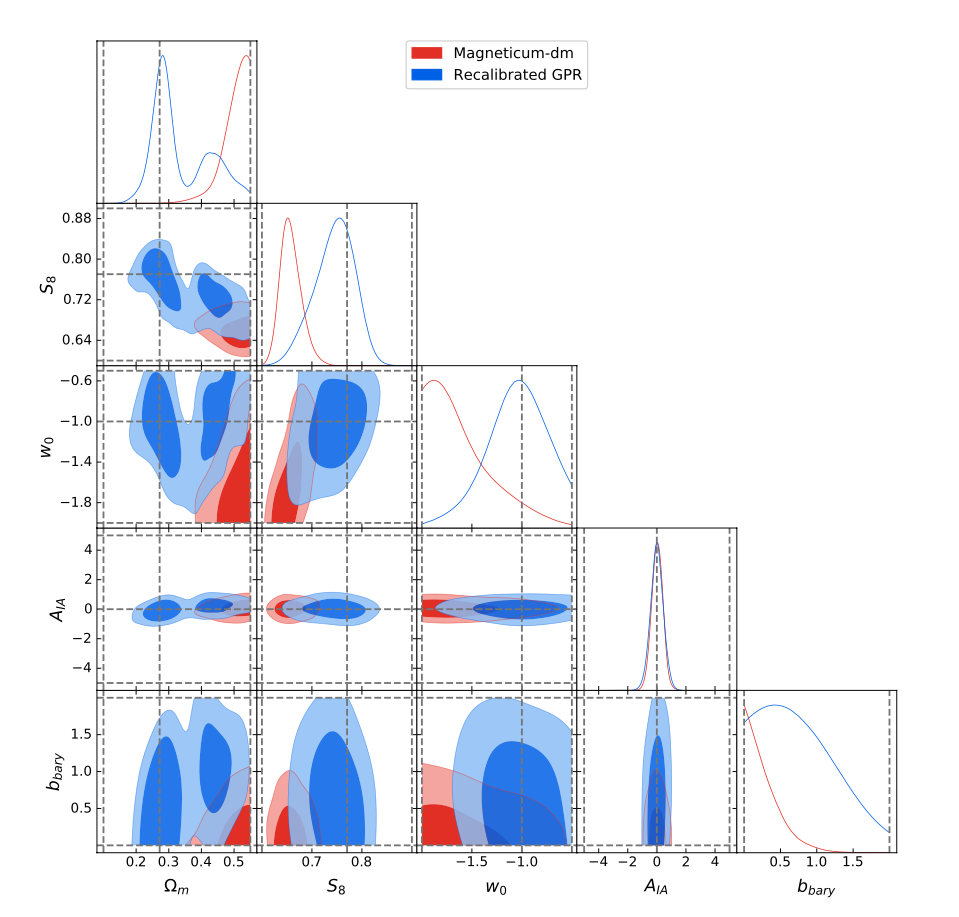 Magneticum-dm
Recalibrated GPR
0.88
0.80
0.72
0.64
S8
−0.6
−1.0
−1.4
−1.8
w0
4
2
0
−2
−4
AIA
1.5
1.0
0.5
bbary
0.2 0.3 0.4 0.5
0.7 0.8
−1.5 −1.0
−4 −2 0 2 4
0.5 1.0 1.5
Ωm S8 w0 AIA bbary